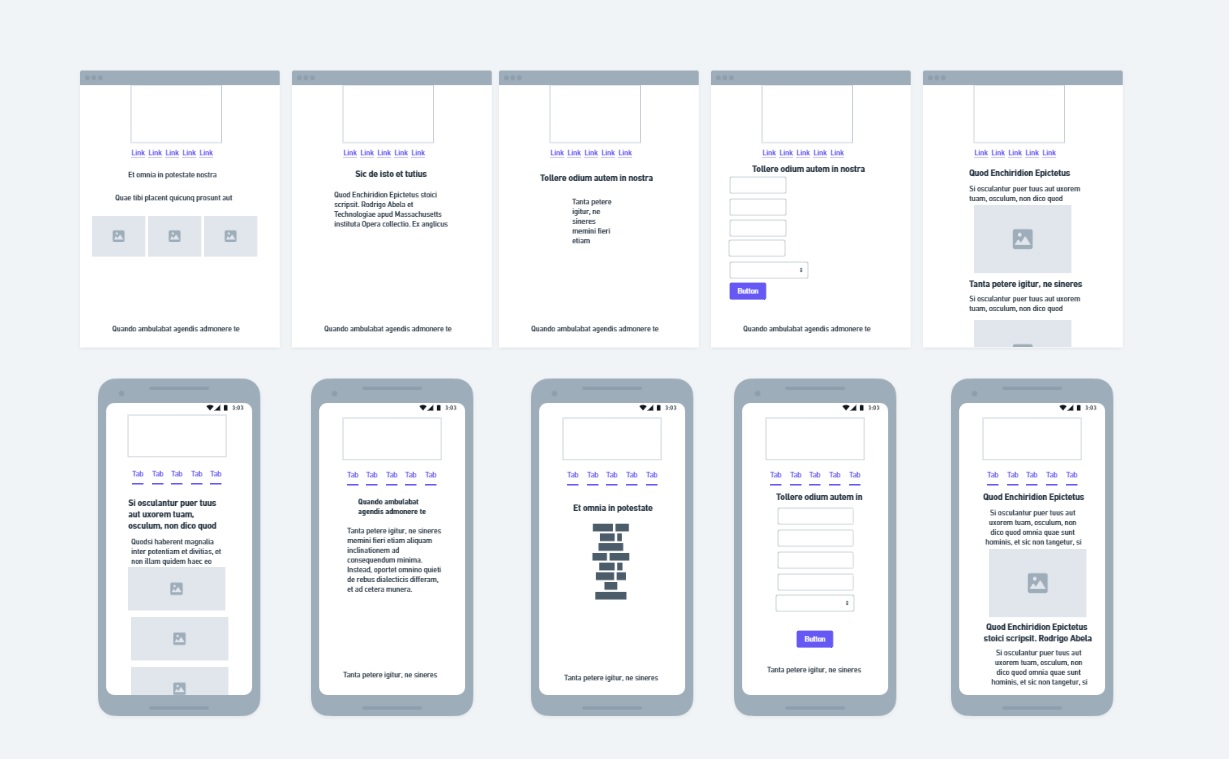 Link Link Link Link Link
Et omnia in potestate nostra
Quae tibi placent quicunq prosunt aut
Quando ambulabat agendis admonere te
Link Link Link Link Link
Sic de isto et tutius
Quod Enchiridion Epictetus stoici
scripsit. Rodrigo Abela et
Technologiae apud Massachusetts
instituta Opera collectio. Ex anglicus
Quando ambulabat agendis admonere te
Link Link Link Link Link
Tollere odium autem in nostra
Tanta petere
igitur, ne
sineres
memini fieri
etiam
Quando ambulabat agendis admonere te
Link Link Link Link Link
Tollere odium autem in nostra
Button
Quando ambulabat agendis admonere te
Link Link Link Link Link
Quod Enchiridion Epictetus
Si osculantur puer tuus aut uxorem
tuam, osculum, non dico quod
Tanta petere igitur, ne sineres
Si osculantur puer tuus aut uxorem
tuam, osculum, non dico quod
3:03
Tab Tab Tab Tab Tab
Si osculantur puer tuus
aut uxorem tuam,
osculum, non dico quod
Quodsi haberent magnalia
inter potentiam et divitias, et
non illam quidem haec eo
3:03
Tab Tab Tab Tab Tab
Quando ambulabat
agendis admonere te
Tanta petere igitur, ne sineres
memini fieri etiam aliquam
inclinationem ad
consequendum minima.
Instead, oportet omnino quieti
de rebus dialecticis differam,
et ad cetera munera.
Tanta petere igitur, ne sineres
3:03
Tab Tab Tab Tab Tab
Et omnia in potestate
Tanta petere igitur, ne sineres
3:03
Tab Tab Tab Tab Tab
Tollere odium autem in
Button
Tanta petere igitur, ne sineres
3:03
Tab Tab Tab Tab Tab
Quod Enchiridion Epictetus
Si osculantur puer tuus aut
uxorem tuam, osculum, non
dico quod omnia quae sunt
hominis, et sic non tangetur, si
Quod Enchiridion Epictetus
stoici scripsit. Rodrigo Abela
Si osculantur puer tuus aut
uxorem tuam, osculum, non
dico quod omnia quae sunt
hominis, et sic non tangetur, si